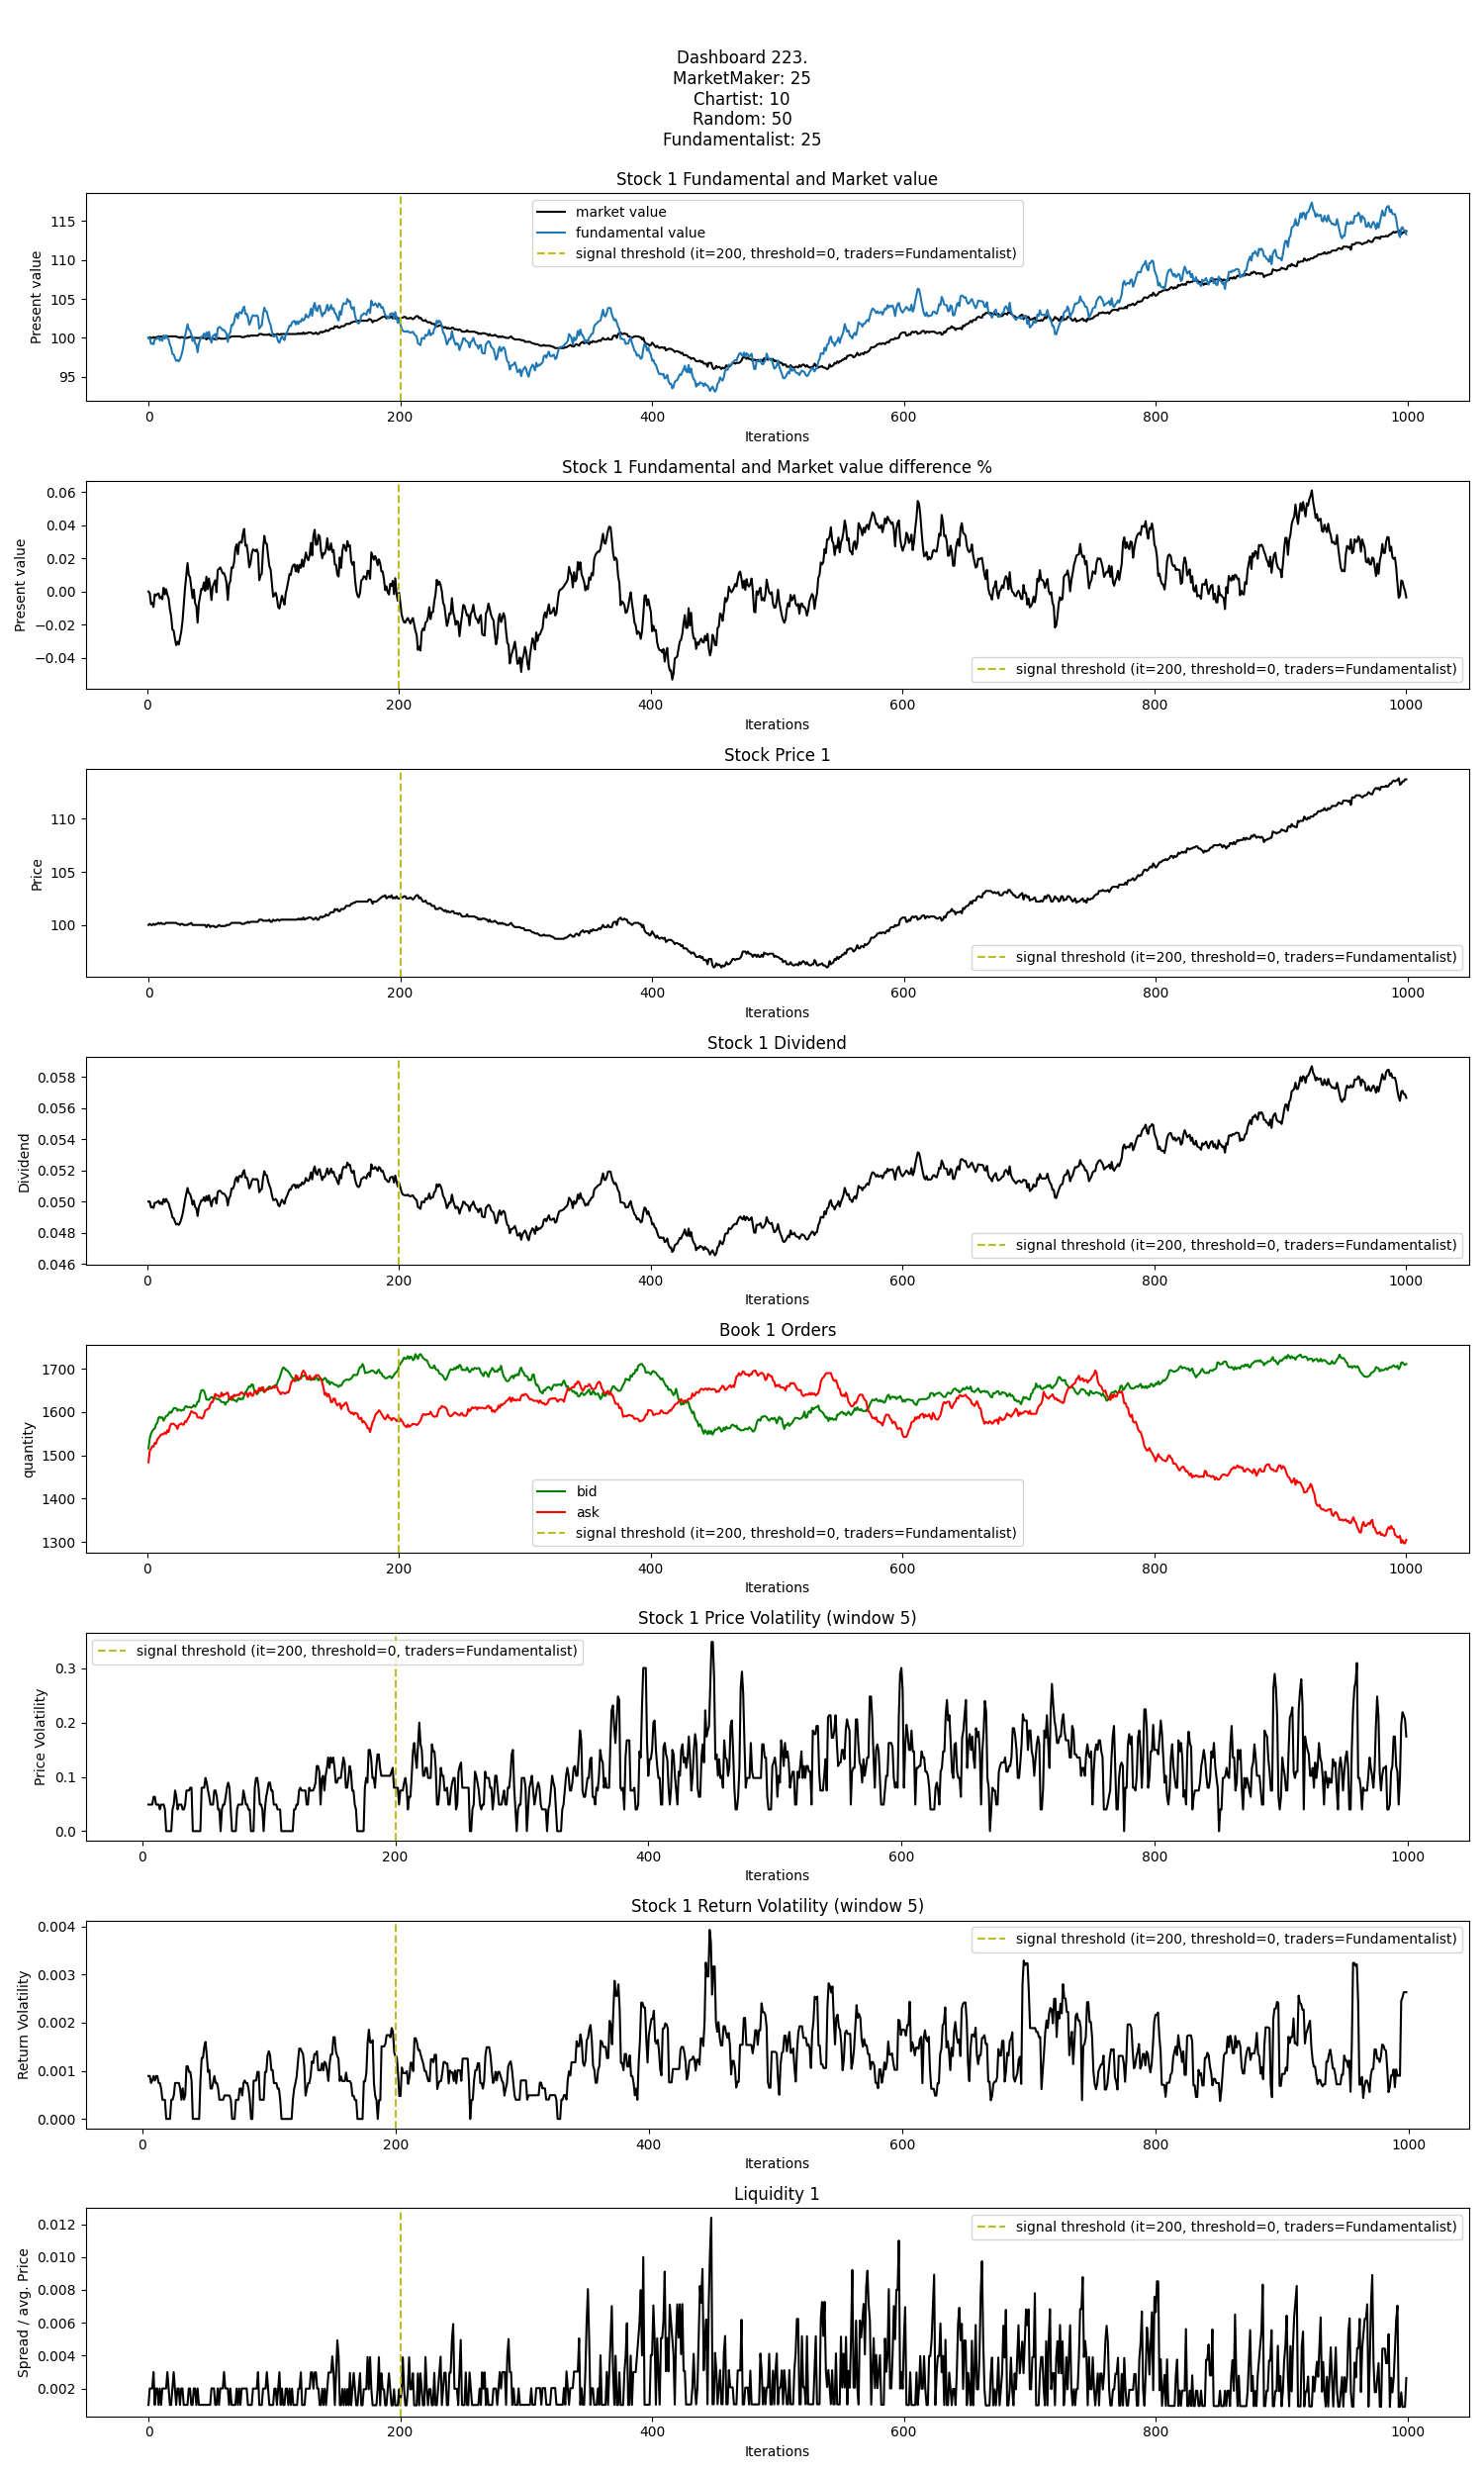 Dashboard 223.
MarketMaker: 25
Chartist: 10
Random: 50
Fundamentalist: 25
Stock 1 Fundamental and Market value
market value
fundamental value
signal threshold (it=200, threshold=0, traders=Fundamentalist)
Present value
115
110
105
100
95
0 200 400 600 800 1000
Iterations
Stock 1 Fundamental and Market value difference %
Present value
0.06
0.04
0.02
0.00
−0.02
−0.04
signal threshold (it=200, threshold=0, traders=Fundamentalist)
0 200 400 600 800 1000
Iterations
Stock Price 1
Price
110
105
100
signal threshold (it=200, threshold=0, traders=Fundamentalist)
0 200 400 600 800 1000
Iterations
Stock 1 Dividend
Dividend
0.058
0.056
0.054
0.052
0.050
0.048
0.046
signal threshold (it=200, threshold=0, traders=Fundamentalist)
0 200 400 600 800 1000
Iterations
Book 1 Orders
quantity
1700
1600
1500
1400
1300
bid
ask
signal threshold (it=200, threshold=0, traders=Fundamentalist)
0 200 400 600 800 1000
Iterations
Stock 1 Price Volatility (window 5)
signal threshold (it=200, threshold=0, traders=Fundamentalist)
Price Volatility
0.3
0.2
0.1
0.0
0 200 400 600 800 1000
Iterations
Stock 1 Return Volatility (window 5)
signal threshold (it=200, threshold=0, traders=Fundamentalist)
Return Volatility
0.004
0.003
0.002
0.001
0.000
0 200 400 600 800 1000
Iterations
Liquidity 1
signal threshold (it=200, threshold=0, traders=Fundamentalist)
Spread / avg. Price
0.012
0.010
0.008
0.006
0.004
0.002
0 200 400 600 800 1000
Iterations